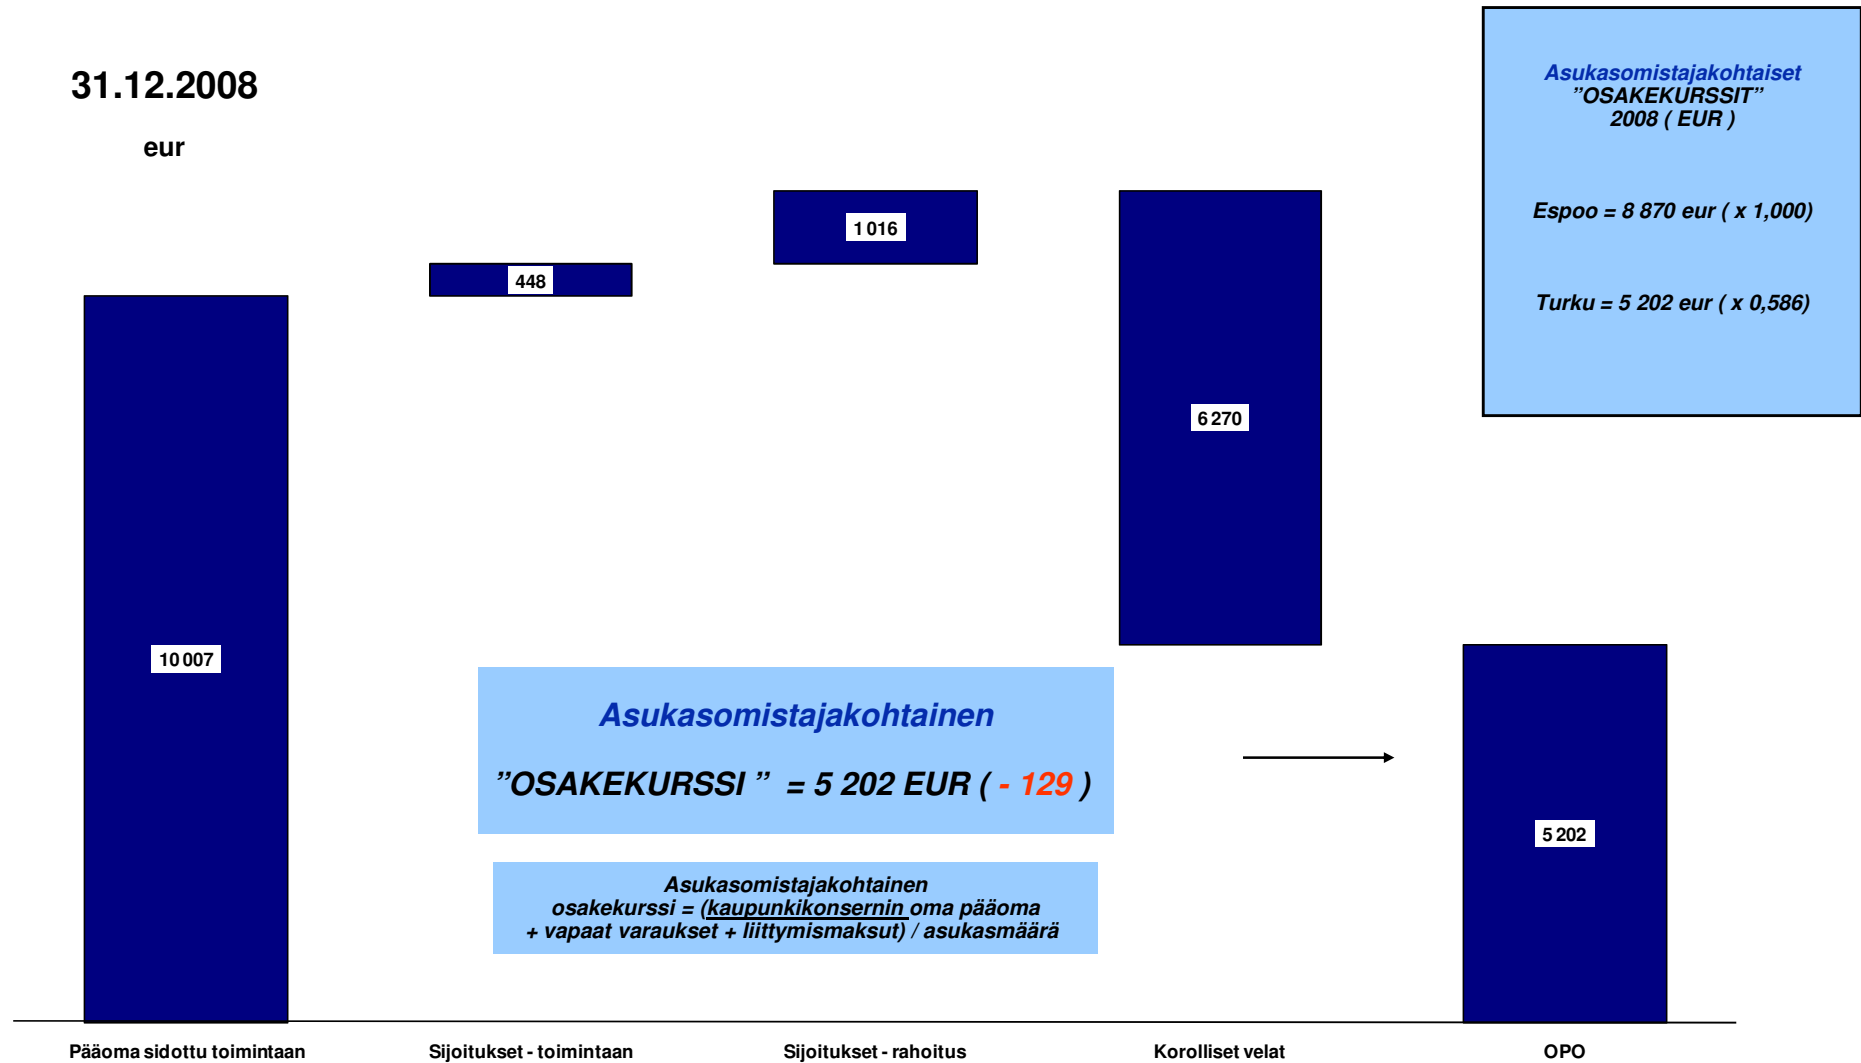 31.12.2008
eur
Asukasomistajakohtaiset
”OSAKEKURSSIT”
2008 ( EUR )
Espoo = 8 870 eur ( x 1,000)
Turku = 5 202 eur ( x 0,586)
1 016
448
6 270
10 007
Asukasomistajakohtainen
”OSAKEKURSSI ” = 5 202 EUR ( - 129 )
5 202
Asukasomistajakohtainen
osakekurssi = (kaupunkikonsernin oma pääoma
+ vapaat varaukset + liittymismaksut) / asukasmäärä
Pääoma sidottu toimintaan
Sijoitukset - toimintaan
Sijoitukset - rahoitus
Korolliset velat
OPO